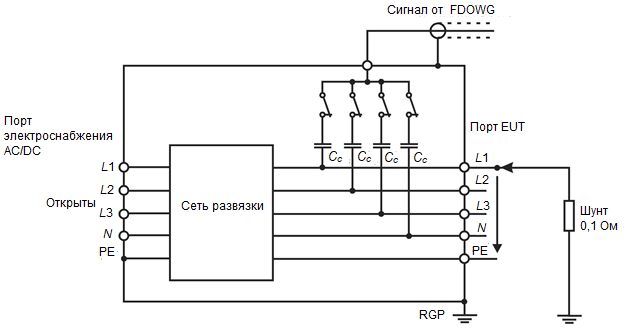 Сигнал от FDOWG
Порт
электроснабжения
AC/DC
Порт EUT
Cc Cc Cc Cc
L1
L1
L2
L2
Открыты
Сеть развязки
L3
L3
Шунт
0,1 Ом
N
N
PE
PE
RGP